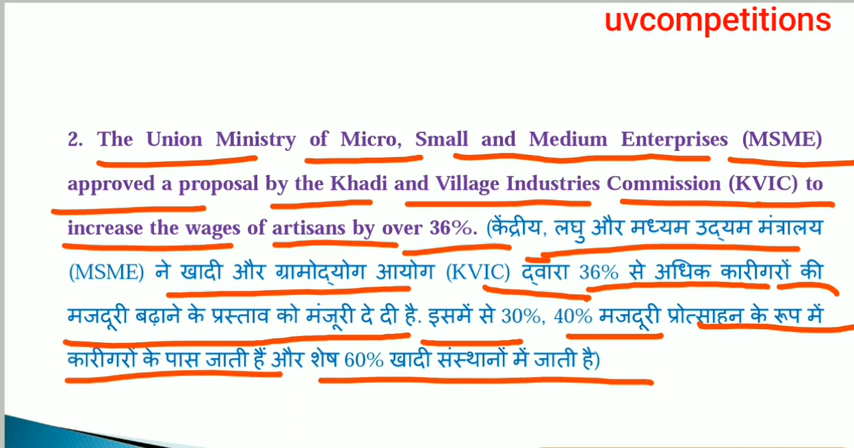 uvcompetitions
2. The Union Ministry of Micro, Small and Medium Enterprises (MSME)
approved a proposal by the Khadi and Village Industries Commission (KVIC) to
increase the wages of artisans by over 36%. (केंद्रीय, लघु और मध्यम उद्यम मंत्रालय
(MSME) ने खादी और ग्रामोद्योग आयोग (KVIC) द्वारा 36% से अधिक कारीगरों की
मजदूरी बढ़ाने के प्रस्ताव को मंजूरी दे दी है. इसमें से 30%, 40% मजदूरी प्रोत्साहन के रूप में
कारीगरों के पास जाती हैं और शेष 60% खादी संस्थानों में जाती है)